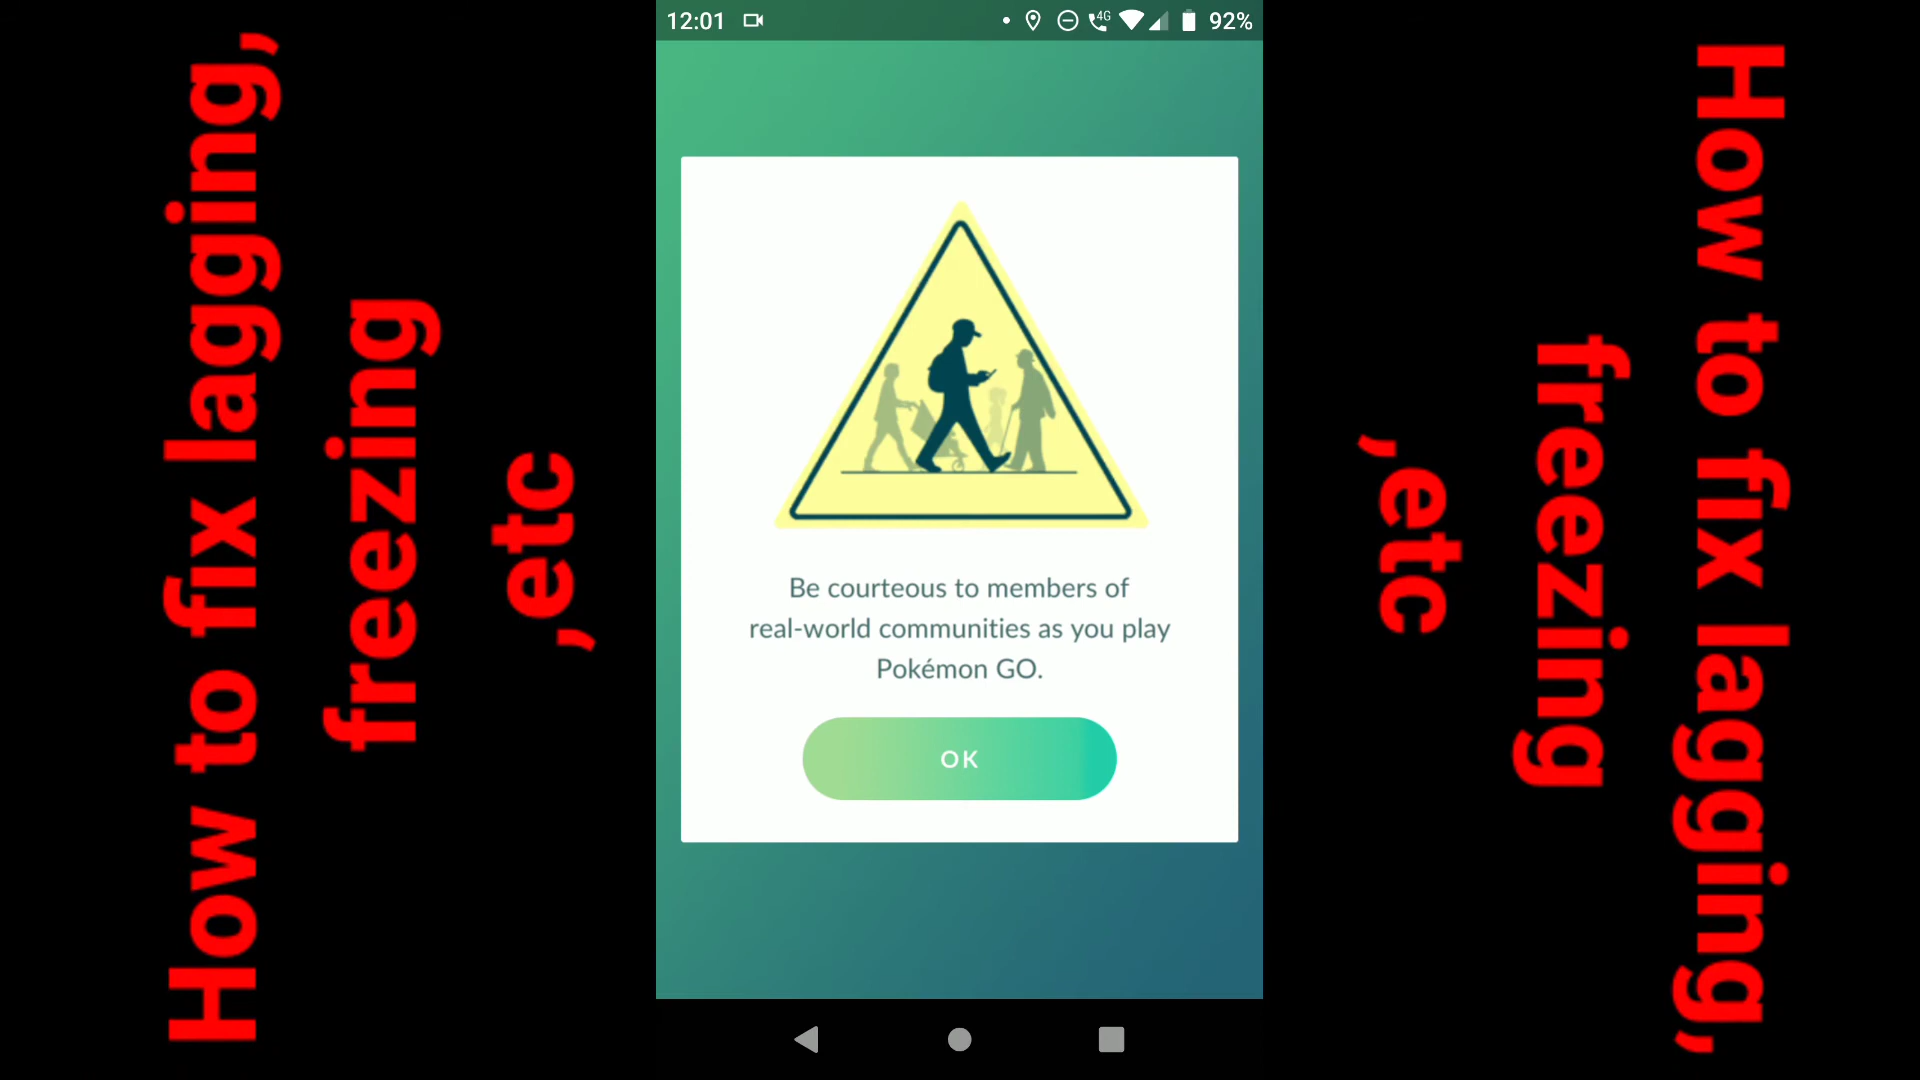 How to fix lagging,
freezing
,etc
12:01
4G
92%
Be courteous to members of
real-world communities as you play
Pokémon GO.
OK
How to fix lagging,
freezing
,etc